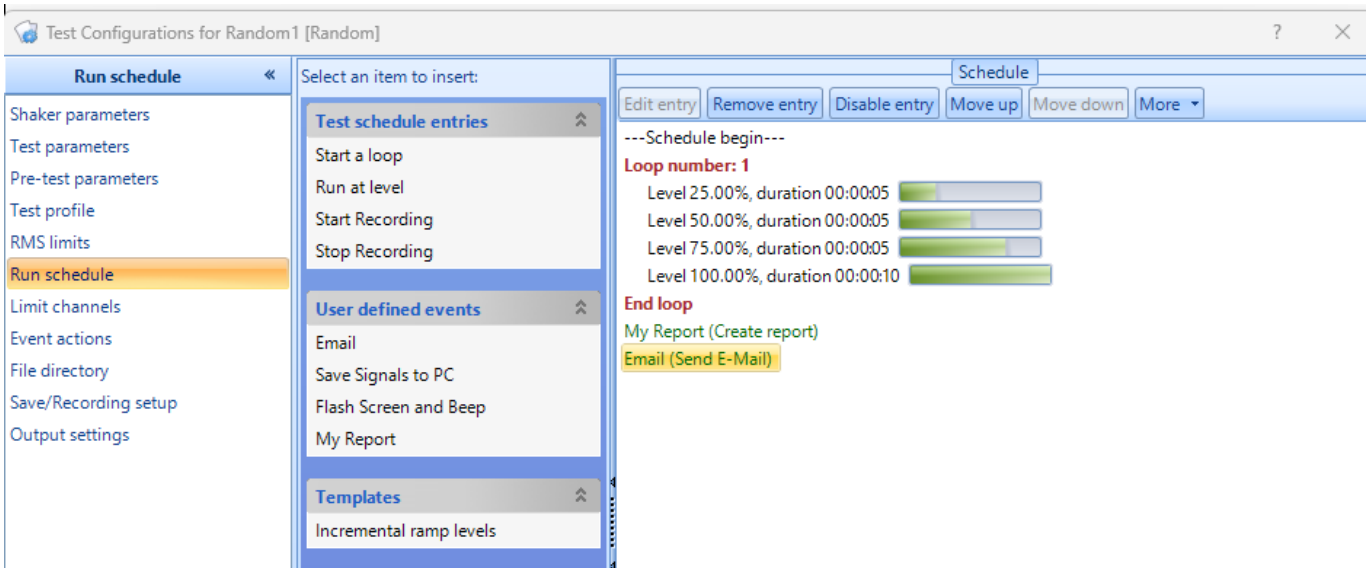 Test Configurations for Random1 [Random]
?
Run schedule «
Shaker parameters
Test parameters
Pre-test parameters
Test profile
RMS limits
Run schedule
Limit channels
Event actions
File directory
Save/Recording setup
Output settings
Select an item to insert:
Test schedule entries
Start a loop
Run at level
Start Recording
Stop Recording
User defined events
Email
Save Signals to PC
Flash Screen and Beep
My Report
Templates
Incremental ramp levels
Schedule
Edit entry Remove entry Disable entry Move up Move down More
---Schedule begin---
Loop number: 1
Level 25.00%, duration 00:00:05
Level 50.00%, duration 00:00:05
Level 75.00%, duration 00:00:05
Level 100.00%, duration 00:00:10
End loop
My Report (Create report)
Email (Send E-Mail)